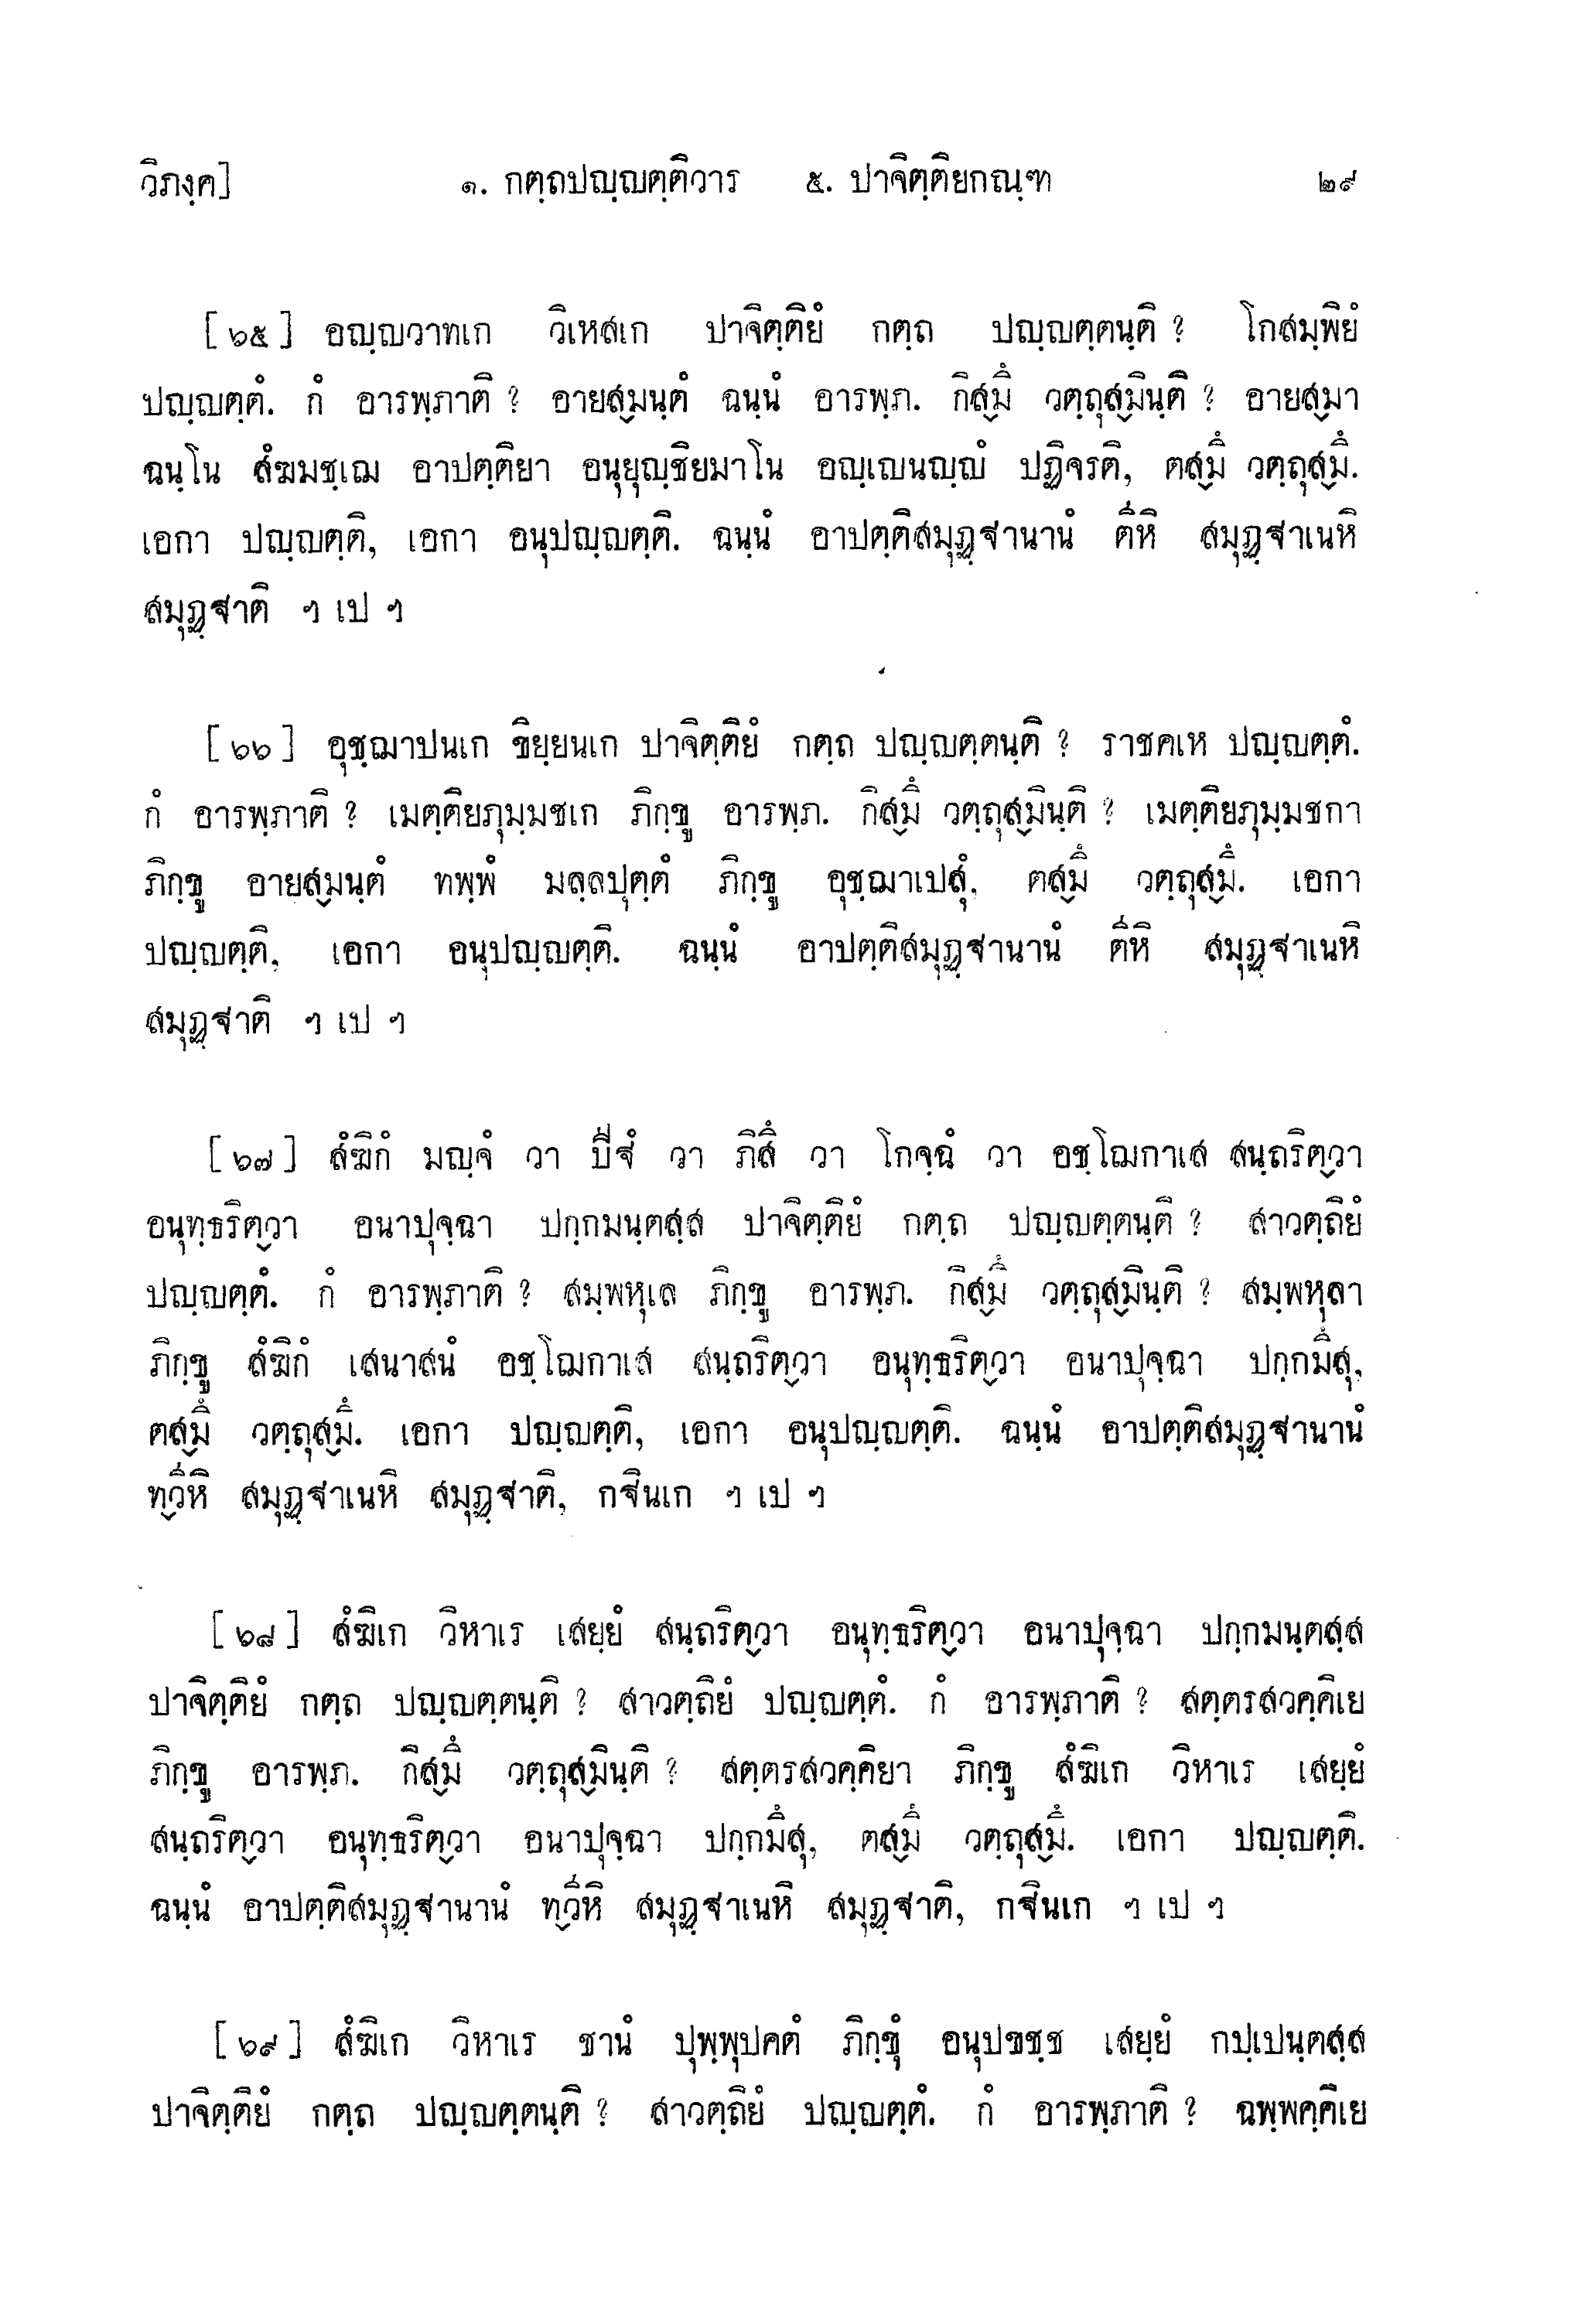 วิภงฺค] ๑. กตฺถปญฺญตฺติวาร ๕. ปาจิตฺติยกณฺฑ ๒๙
[๖๕] อญฺญวาทเก วิเหสเก ปาจิตฺติยํ กตฺถ ปญฺญตฺตนฺติ ? โกสมฺพิยํ
ปญฺญตฺตํ. กํ อารพฺภาติ ? อายสฺมนฺตํ ฉนฺนํ อารพฺภ. กิสฺมึ วตฺถุสฺมินฺติ ? อายสฺมา
ฉนฺโน สํฆมชฺเฌ อาปตฺติยา อนุยุญฺชิยมาโน อญฺเญนญฺญํ ปฏิจรติ, ตสฺมึ วตฺถุสฺมึ.
เอกา ปญฺญตฺติ, เอกา อนุปญฺญตฺติ. ฉนฺนํ อาปตฺติสมุฏฺฐานานํ ตีหิ สมุฏฺฐาเนหิ
สมุฏฺฐาติ ฯ เป ฯ
[๖๖] อุชฺฌาปนเก ขิยฺยนเก ปาจิตฺติยํ กตฺถ ปญฺญตฺตนฺติ ? ราชคเห ปญฺญตฺตํ.
กํ อารพฺภาติ ? เมตฺติยภุมฺมชเก ภิกฺขู อารพฺภ. กิสฺมึ วตฺถุสฺมินฺติ ? เมตฺติยภุมฺมชกา
ภิกฺขู อายสฺมนฺตํ ทพฺพํ มลฺลปุตฺตํ ภิกฺขู อุชฺฌาเปสุํ, ตสฺมึ วตฺถุสฺมึ. เอกา
ปญฺญตฺติ, เอกา อนุปญฺญตฺติ. ฉนฺนํ อาปตฺติสมุฏฺฐานานํ ตีหิ สมุฏฺฐาเนหิ
สมุฏฺฐาติ ฯ เป ฯ
[๖๗] สํฆิกํ มญฺจํ วา ปีฐํ วา ภิสึ วา โกจฺฉํ วา อชฺโฌกาเส สนฺถริตฺวา
อนุทฺธริตฺวา อนาปุจฺฉา ปกฺกมนฺตสฺส ปาจิตฺติยํ กตฺถ ปญฺญตฺตนฺติ ? สาวตฺถิยํ
ปญฺญตฺตํ. กํ อารพฺภาติ ? สมฺพหุเล ภิกฺขู อารพฺภ. กิสฺมึ วตฺถุสฺมินฺติ ? สมฺพหุลา
ภิกฺขู สํฆิกํ เสนาสนํ อชฺโฌกาเส สนฺถริตฺวา อนุทฺธริตฺวา อนาปุจฺฉา ปกฺกมึสุ,
ตสฺมึ วตฺถุสฺมึ. เอกา ปญฺญตฺติ, เอกา อนุปญฺญตฺติ. ฉนฺนํ อาปตฺติสมุฏฺฐานานํ
ทฺวีหิ สมุฏฺฐาเนหิ สมุฏฺฐาติ, กฐินเก ฯ เป ฯ
[๖๘] สํฆิเก วิหาเร เสยฺยํ สนฺถริตฺวา อนุทฺธริตฺวา อนาปุจฺฉา ปกฺกมนฺตสฺส
ปาจิตฺติยํ กตฺถ ปญฺญตฺตนฺติ ? สาวตฺถิยํ ปญฺญตฺตํ. กํ อารพฺภาติ ? สตฺตรสวคฺคิเย
ภิกฺขู อารพฺภ. กิสฺมึ วตฺถุสฺมินฺติ ? สตฺตรสวคฺคิยา ภิกฺขู สํฆิเก วิหาเร เสยฺยํ
สนฺถริตฺวา อนุทฺธริตฺวา อนาปุจฺฉา ปกฺกมึสุ, ตสฺมึ วตฺถุสฺมึ. เอกา ปญฺญตฺติ.
ฉนฺนํ อาปตฺติสมุฏฺฐานานํ ทฺวีหิ สมุฏฺฐาเนหิ สมุฏฺฐาติ, กฐินเก ฯ เป ฯ
[๖๙] สํฆิเก วิหาเร ชานํ ปุพฺพุปคตํ ภิกฺขุํ อนุปขชฺช เสยฺยํ กปฺเปนฺตสฺส
ปาจิตฺติยํ กตฺถ ปญฺญตฺตนฺติ ? สาวตฺถิยํ ปญฺญตฺตํ. กํ อารพฺภาติ ? ฉพฺพคฺคิเย